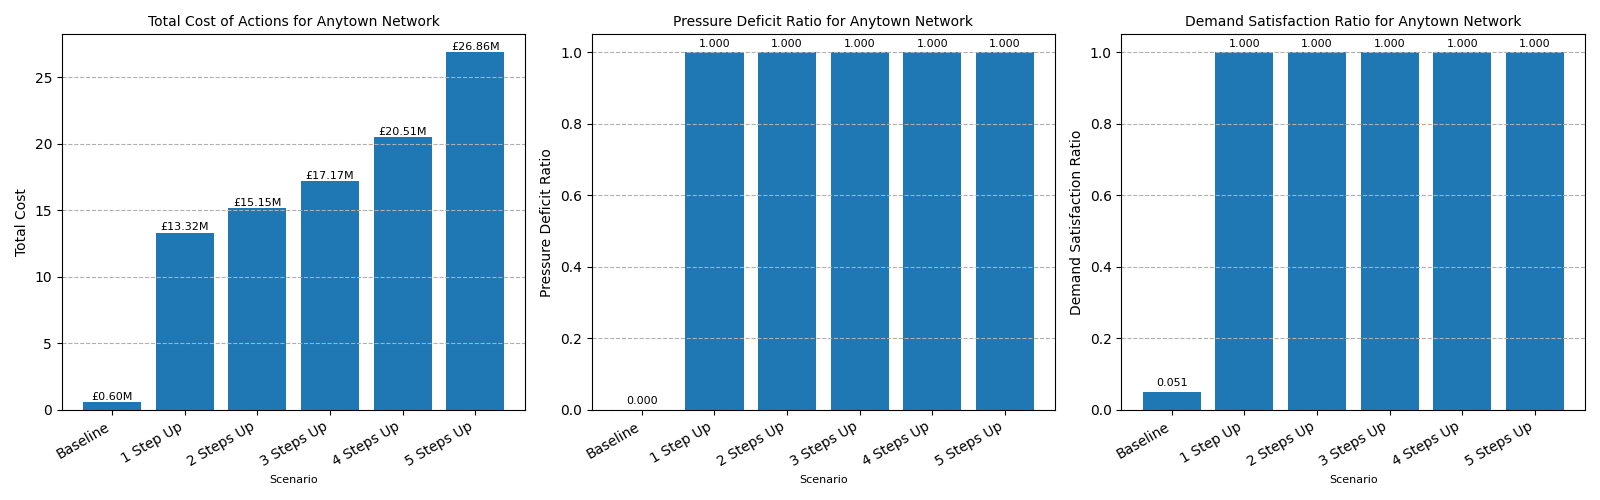 Total Cost of Actions for Anytown Network
Total Cost
25
20
15
10
5
0
£0.60M
£13.32M
£15.15M
£17.17M
£20.51M
£26.86M
Baseline
1 Step Up
2 Steps Up
3 Steps Up
4 Steps Up
5 Steps Up
Scenario
Pressure Deficit Ratio for Anytown Network
Pressure Deficit Ratio
1.0
0.8
0.6
0.4
0.2
0.0
0.000
1.000
1.000
1.000
1.000
1.000
Baseline
1 Step Up
2 Steps Up
3 Steps Up
4 Steps Up
5 Steps Up
Scenario
Demand Satisfaction Ratio for Anytown Network
Demand Satisfaction Ratio
1.0
0.8
0.6
0.4
0.2
0.0
0.051
1.000
1.000
1.000
1.000
1.000
Baseline
1 Step Up
2 Steps Up
3 Steps Up
4 Steps Up
5 Steps Up
Scenario